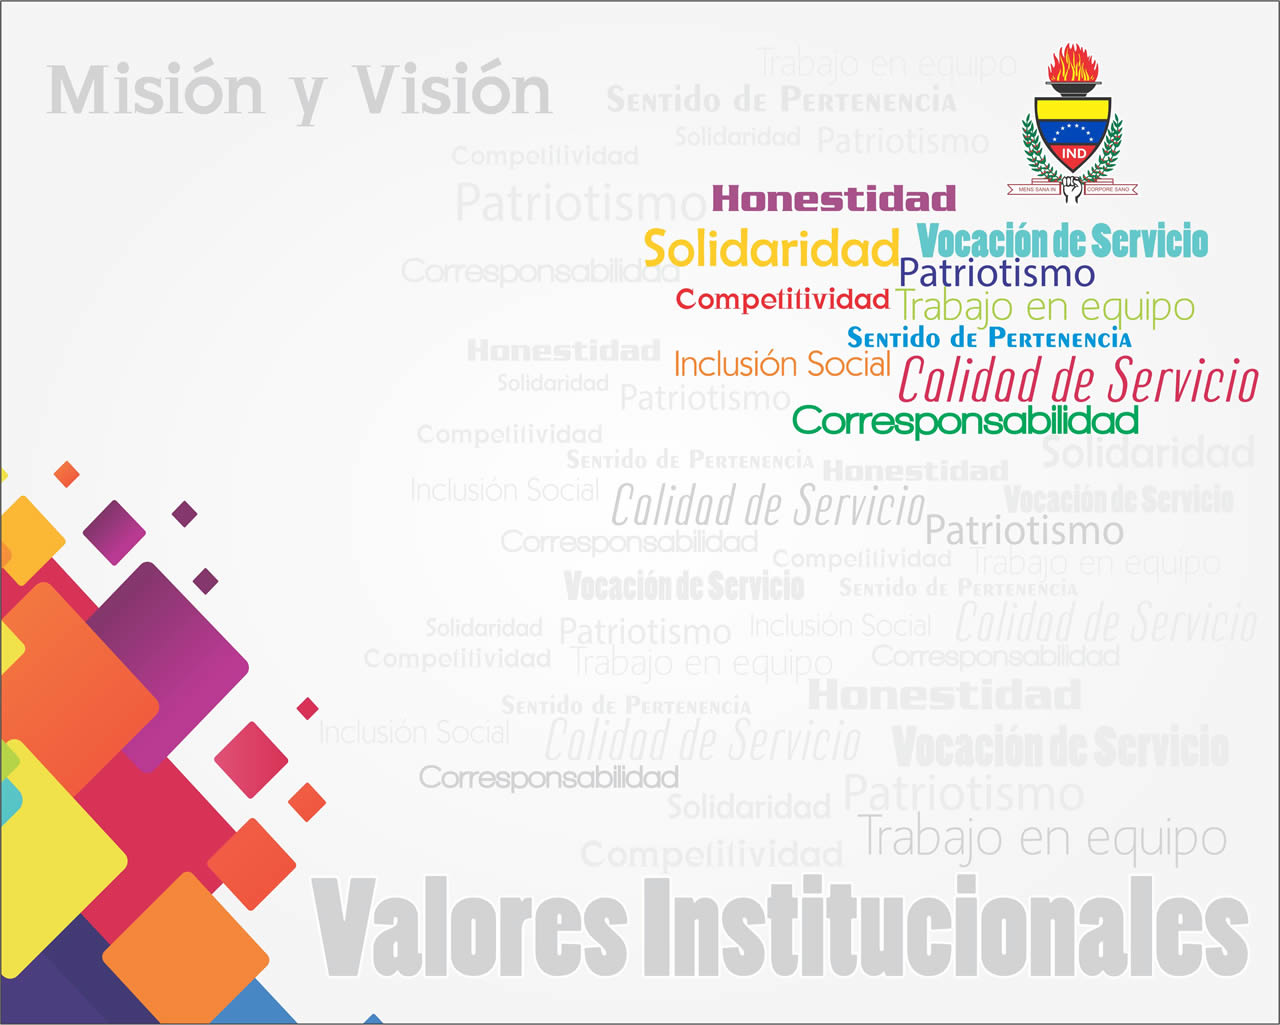 Misión y Visión
Trabajo en equipo
Sentido de Pertenencia
Solidaridad Patriotismo
Competitividad
IND
MENS SANA IN CORPORE SANO
Patriotismo Honestidad
Solidaridad Vocación de Servicio
Corresponsabilidad Patriotismo
Competitividad Trabajo en equipo
Sentido de Pertenencia
Honestidad
Inclusión Social Calidad de Servicio
Solidaridad Patriotismo
Corresponsabilidad
Competitividad
Solidaridad
Sentido de Pertenencia Honestidad
Inclusión Social Calidad de Servicio Vocación de Servicio
Patriotismo
Corresponsabilidad
Competitividad Trabajo en equipo
Vocación de Servicio Sentido de Pertenencia
Solidaridad Patriotismo Inclusión Social Calidad de Servicio
Competitividad Trabajo en equipo Corresponsabilidad
Honestidad
Sentido de Pertenencia
Inclusión Social Calidad de Servicio Vocación de Servicio
Corresponsabilidad
Solidaridad Patriotismo
Trabajo en equipo
Competitividad
Valores Institucionales